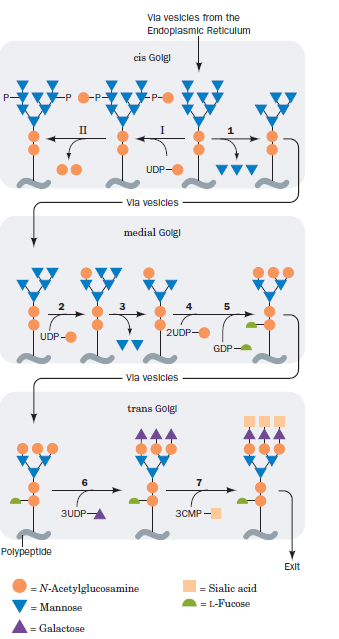 Via vesicles from the
Endoplasmic Reticulum
cis Golgi
P
P
P
P
II
I
1
UDP
Via vesicles
medial Golgi
2
3
4
5
UDP
2UDP
GDP
Via vesicles
trans Golgi
6
7
3UDP
3CMP
Polypeptide
Exit
= N-Acetylglucosamine
= Sialic acid
= Mannose
= L-Fucose
= Galactose